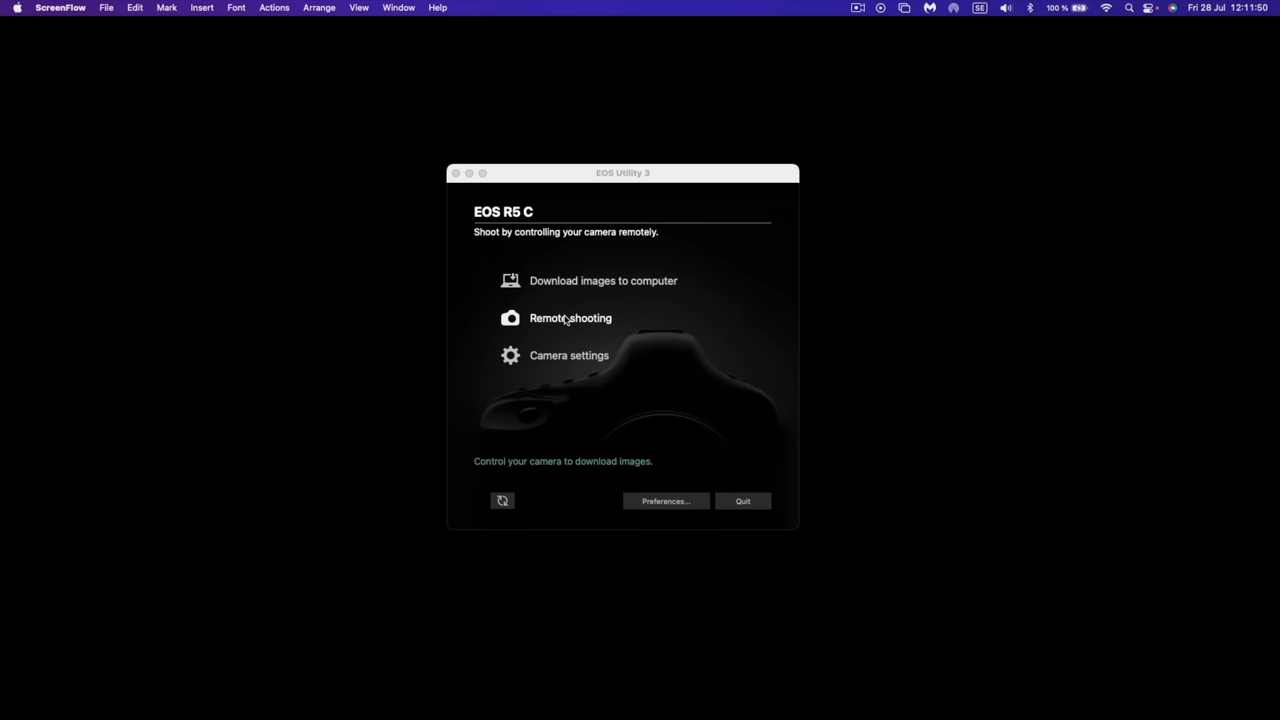 ScreenFlow File Edit Mark Insert Font Actions Arrange View Window Help SE 100 % Fri 28 Jul 12:11:50
EOS Utility 3
EOS R5 C
Shoot by controlling your camera remotely.
Download images to computer
Remote shooting
Camera settings
Control your camera to download images.
Preferences... Quit